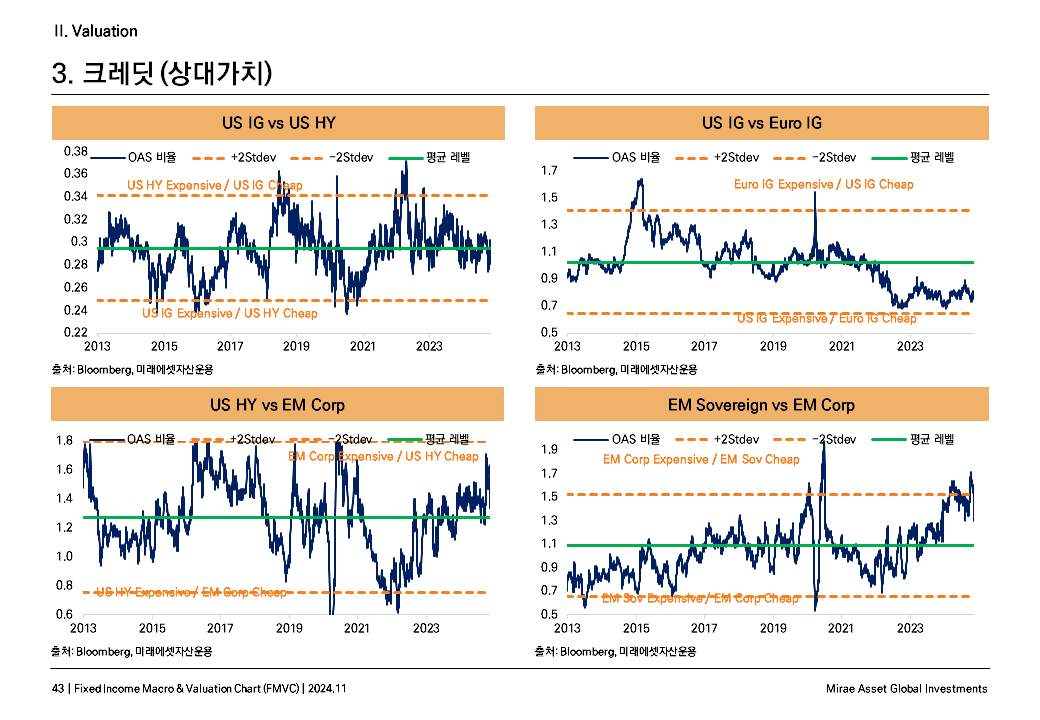 II. Valuation
3. 크레딧 (상대가치)
US IG vs US HY
OAS 비율
+2Stdev
-2Stdev
평균 레벨
0.38
0.36
0.34
0.32
0.3
0.28
0.26
0.24
0.22
US HY Expensive / US IG Cheap
US IG Expensive / US HY Cheap
2013 2015 2017 2019 2021 2023
출처: Bloomberg, 미래에셋자산운용
US IG vs Euro IG
OAS 비율
+2Stdev
-2Stdev
평균 레벨
1.7
1.5
1.3
1.1
0.9
0.7
0.5
Euro IG Expensive / US IG Cheap
US IG Expensive / Euro IG Cheap
2013 2015 2017 2019 2021 2023
출처: Bloomberg, 미래에셋자산운용
US HY vs EM Corp
OAS 비율
+2Stdev
-2Stdev
평균 레벨
1.8
1.6
1.4
1.2
1.0
0.8
0.6
EM Corp Expensive / US HY Cheap
US HY Expensive / EM Corp Cheap
2013 2015 2017 2019 2021 2023
출처: Bloomberg, 미래에셋자산운용
EM Sovereign vs EM Corp
OAS 비율
+2Stdev
-2Stdev
평균 레벨
1.9
1.7
1.5
1.3
1.1
0.9
0.7
0.5
EM Corp Expensive / EM Sov Cheap
EM Sov Expensive / EM Corp Cheap
2013 2015 2017 2019 2021 2023
출처: Bloomberg, 미래에셋자산운용
43 | Fixed Income Macro & Valuation Chart (FMVC) | 2024.11
Mirae Asset Global Investments